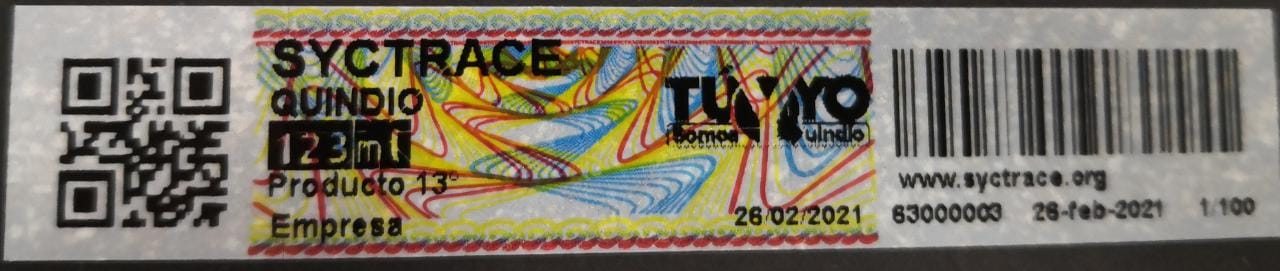 SYCTRACE
QUINDIO
123ml
Producto 13°
Empresa
TÚ YO
Somos Quindio
26/02/2021
www.syctrace.org
63000003 26-feb-2021 1/100